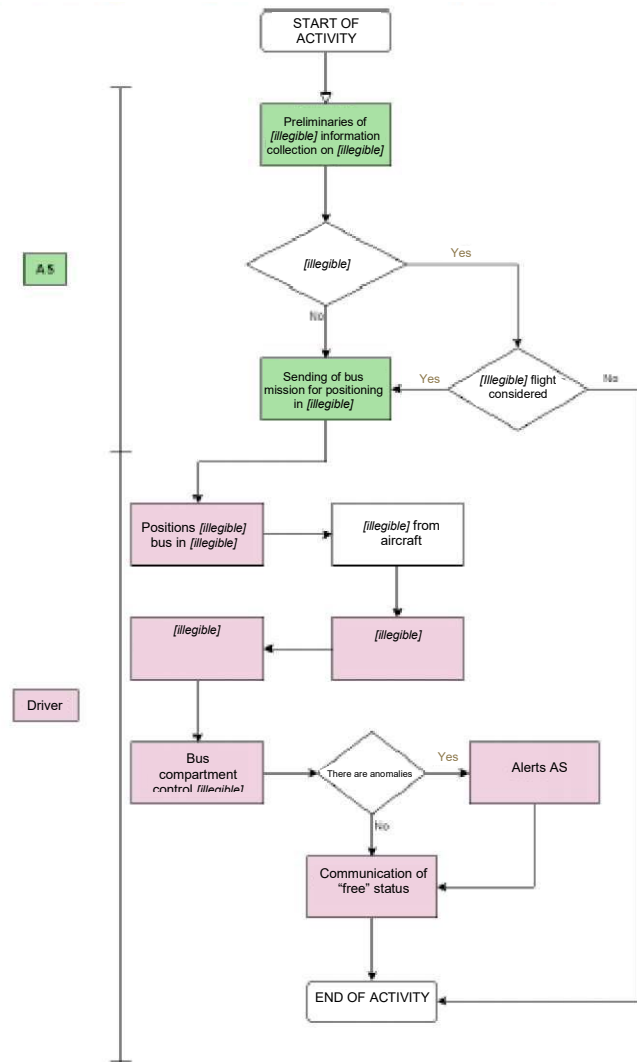 START OF
ACTIVITY
Preliminaries of
[illegible] information
collection on [illegible]
[illegible]
Yes
No
AS
Sending of bus
mission for positioning
in [illegible]
Yes
[Illegible] flight
considered
No
Positions [illegible]
bus in [illegible]
[illegible] from
aircraft
[illegible]
[illegible]
Driver
Bus
compartment
control [illegible]
There are anomalies
Yes
Alerts AS
No
Communication of
“free” status
END OF ACTIVITY